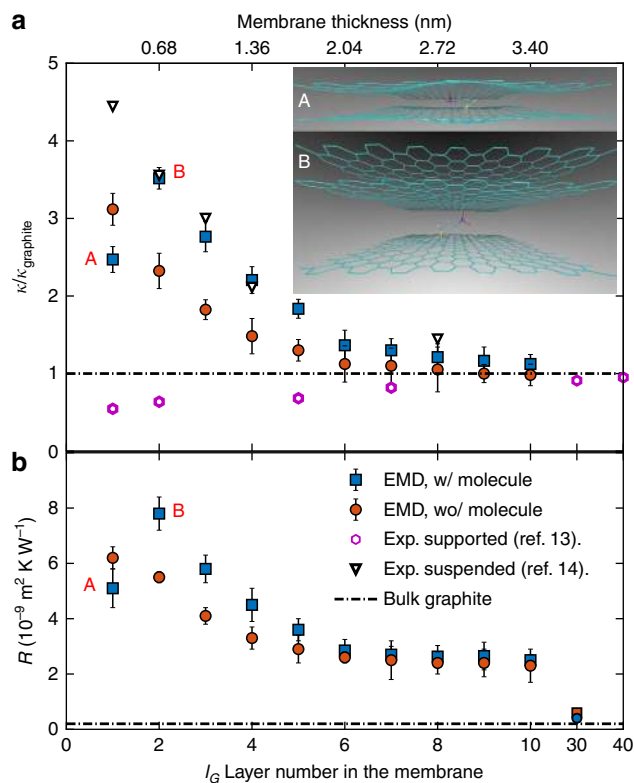 a
Membrane thickness (nm)
0.68 1.36 2.04 2.72 3.40
5
4
3
2
1
0
κ/κgraphite
A
B
A
B
b
8
6
4
2
0
R (10⁻⁹ m² K W⁻¹)
A
B
EMD, w/ molecule
EMD, wo/ molecule
Exp. supported (ref. 13).
Exp. suspended (ref. 14).
Bulk graphite
0 2 4 6 8 10 30 40
l_G Layer number in the membrane